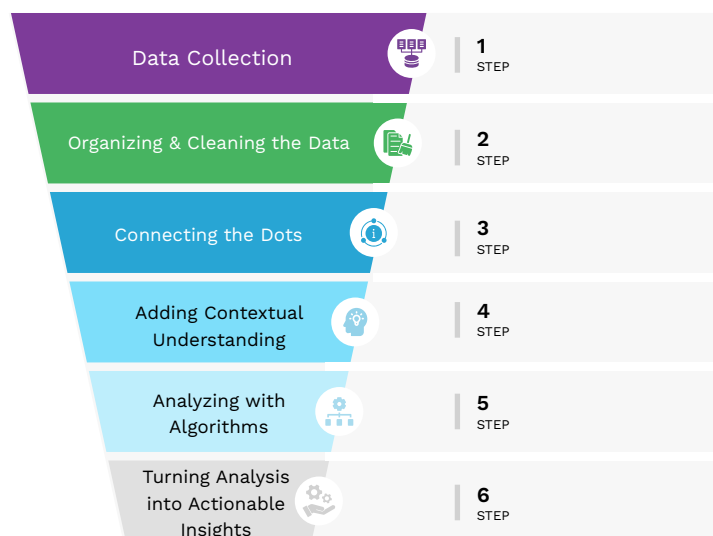 Data Collection
1
STEP
Organizing & Cleaning the Data
2
STEP
Connecting the Dots
i
3
STEP
Adding Contextual
Understanding
4
STEP
Analyzing with
Algorithms
5
STEP
Turning Analysis
into Actionable
Insights
6
STEP